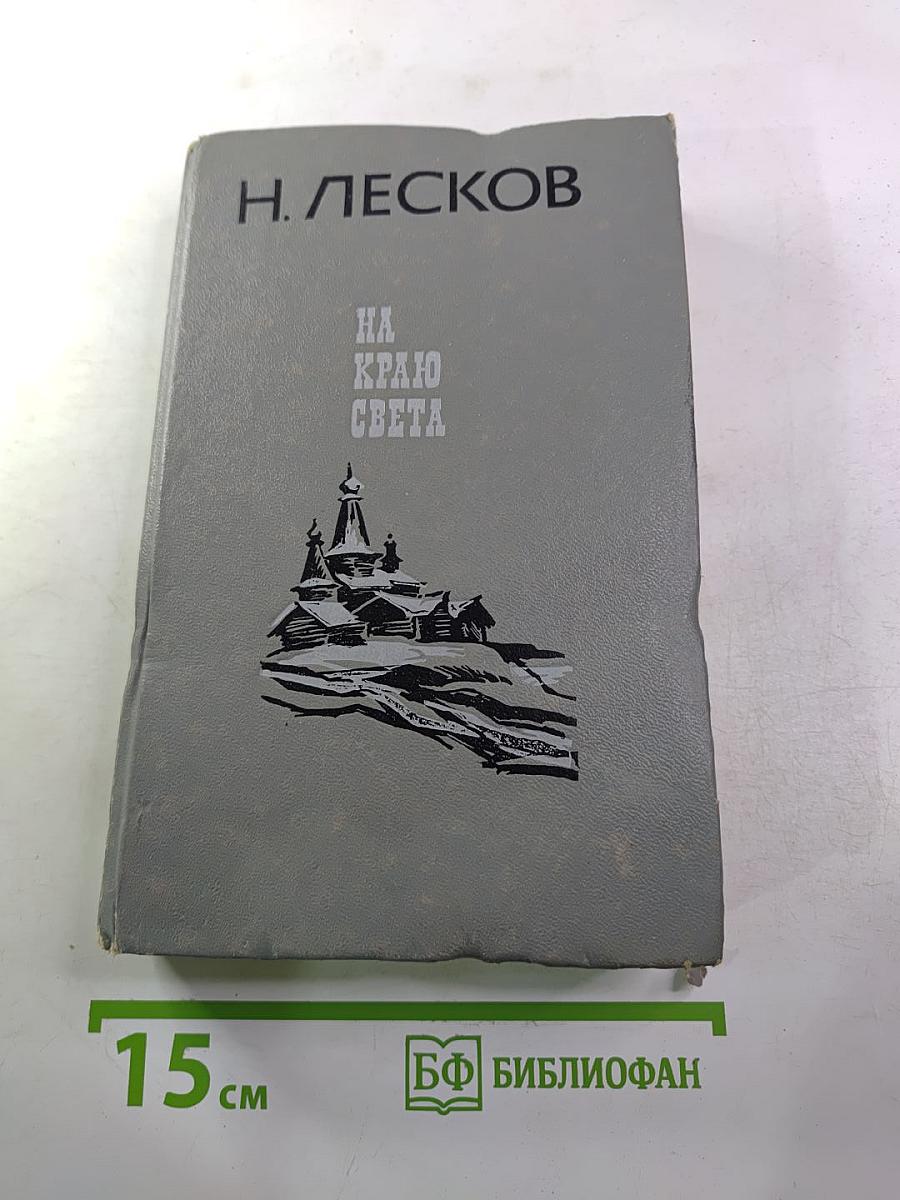 Н. ЛЕСКОВ
НА
КРАЮ
СВЕТА
15 см
БФ БИБЛИОФАН